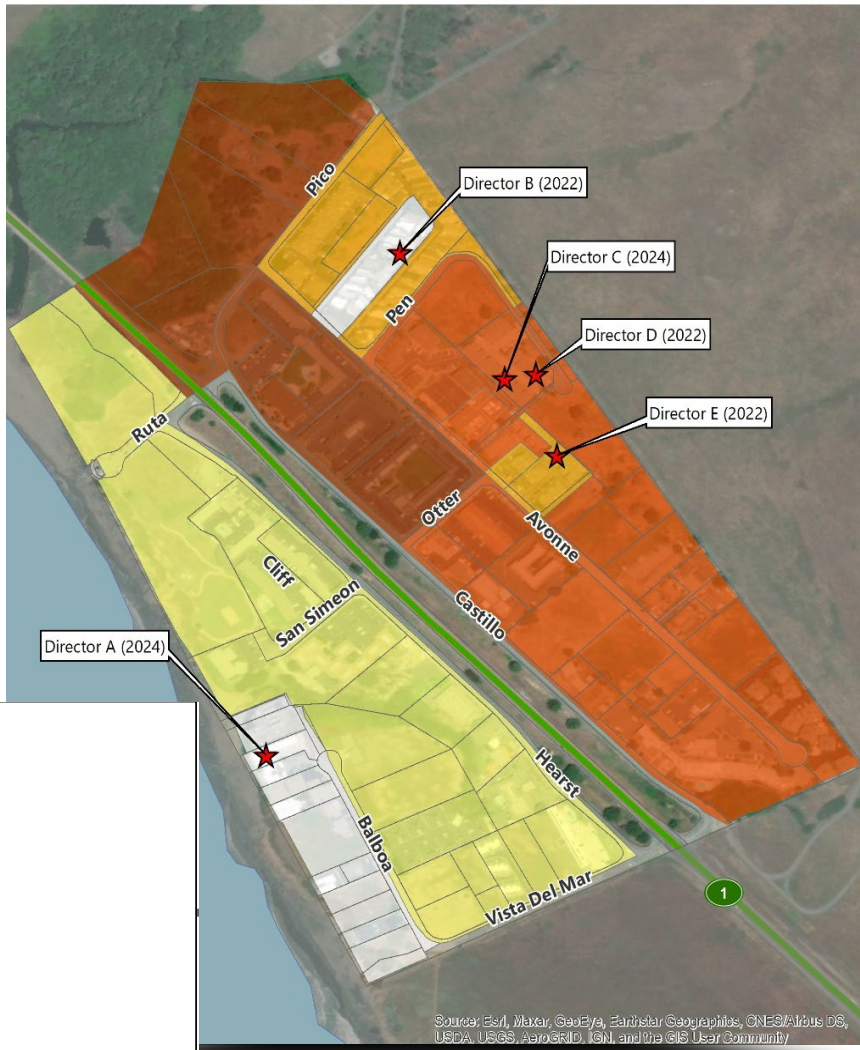 Pico
Director B (2022)
Director C (2024)
Pen
Director D (2022)
Director E (2022)
Ruta
Otter
Avonne
Cliff
San Simeon
Castillo
Director A (2024)
Hearst
Balboa
Vista Del Mar
1
Source: Esri, Maxar, GeoEye, Earthstar Geographics, CNES/Airbus DS,
USDA, USGS, AeroGRID, IGN, and the GIS User Community